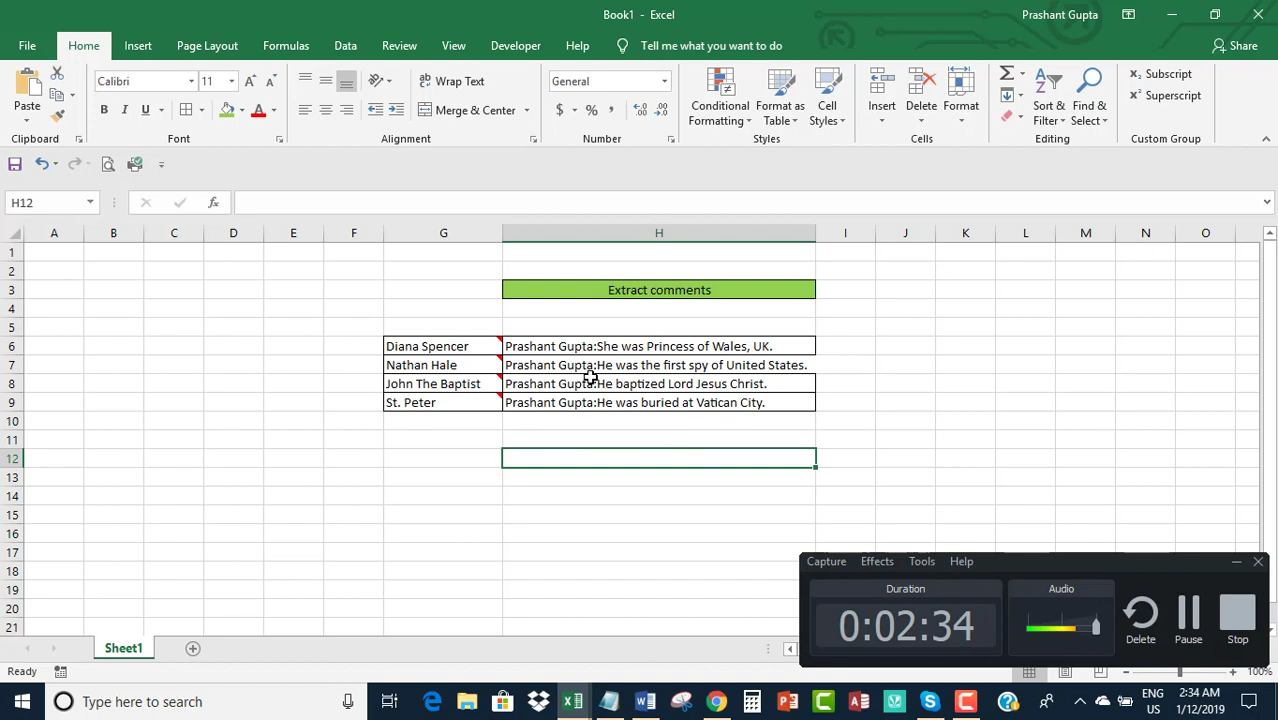 Book1 - Excel
Prashant Gupta
File Home Insert Page Layout Formulas Data Review View Developer Help Tell me what you want to do Share
Paste
Calibri 11
Wrap Text
General
Conditional Formatting
Format as Table
Cell Styles
Insert
Delete
Format
Sort & Filter
Find & Select
Subscript
Superscript
B I U
Merge & Center
$ % ,
Clipboard Font Alignment Number Styles Cells Editing Custom Group
H12
fx
A B C D E F G H I J K L M N O
1
2
3 Extract comments
4
5
6 Diana Spencer Prashant Gupta:She was Princess of Wales, UK.
7 Nathan Hale Prashant Gupta:He was the first spy of United States.
8 John The Baptist Prashant Gupta:He baptized Lord Jesus Christ.
9 St. Peter Prashant Gupta:He was buried at Vatican City.
10
11
12
13
14
15
16
17
18
19
20
21
Capture Effects Tools Help
Duration
Audio
0:02:34
Delete Pause Stop
Sheet1
Ready
100%
Type here to search
ENG
US
2:34 AM
1/12/2019